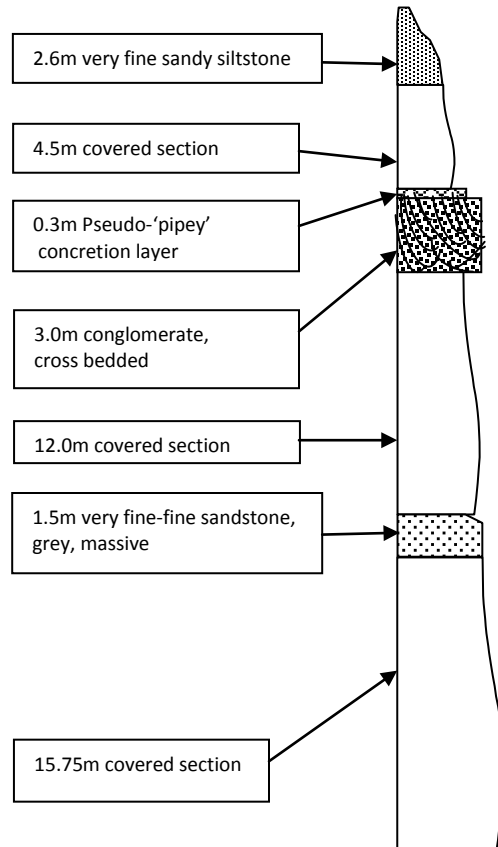 2.6m very fine sandy siltstone
4.5m covered section
0.3m Pseudo-‘pipey’
concretion layer
3.0m conglomerate,
cross bedded
12.0m covered section
1.5m very fine-fine sandstone,
grey, massive
15.75m covered section